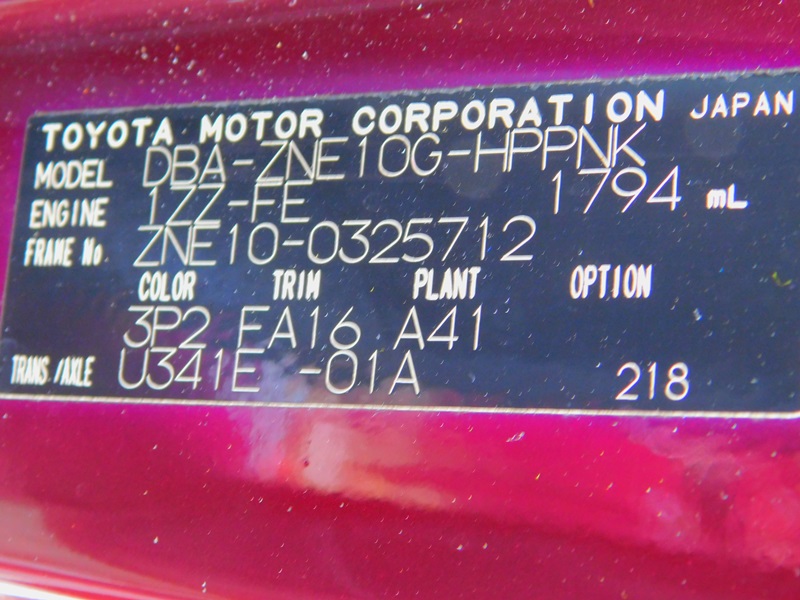 TOYOTA MOTOR CORPORATION JAPAN
MODEL DBA-ZNE10G-HPPNK
ENGINE 1ZZ-FE 1794 mL
FRAME No. ZNE10-0325712
COLOR TRIM PLANT OPTION
3P2 FA16 A41
TRANS./AXLE U341E -01A 218